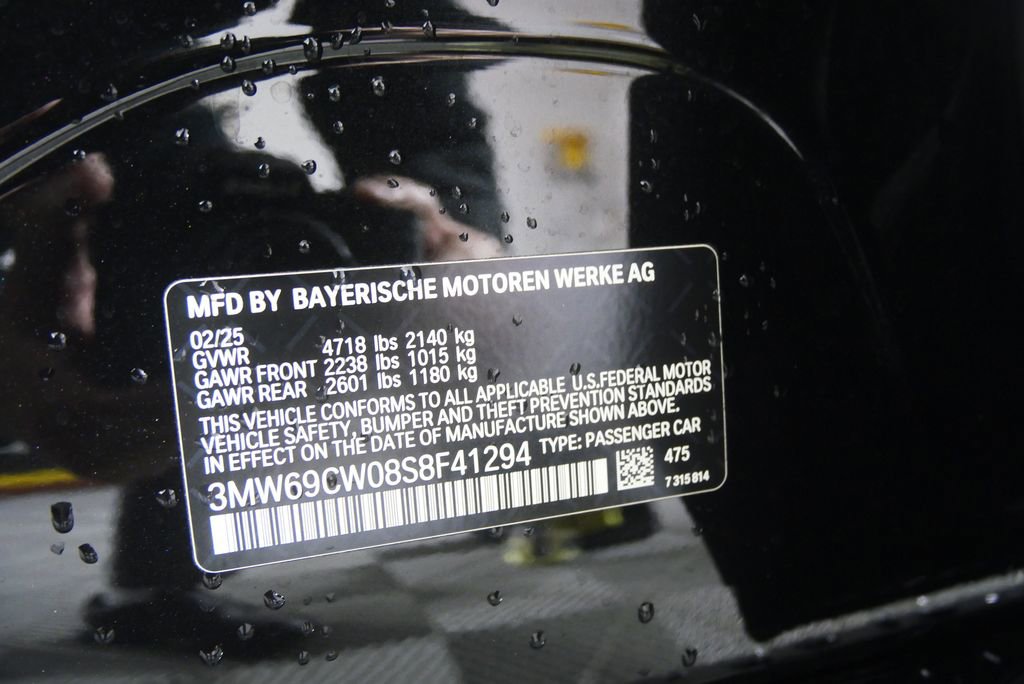 MFD BY BAYERISCHE MOTOREN WERKE AG
02/25
GVWR 4718 lbs 2140 kg
GAWR FRONT 2238 lbs 1015 kg
GAWR REAR 2601 lbs 1180 kg
THIS VEHICLE CONFORMS TO ALL APPLICABLE U.S.FEDERAL MOTOR
VEHICLE SAFETY, BUMPER AND THEFT PREVENTION STANDARDS
IN EFFECT ON THE DATE OF MANUFACTURE SHOWN ABOVE.
3MW69CW08S8F41294 TYPE: PASSENGER CAR
475
7 315 814